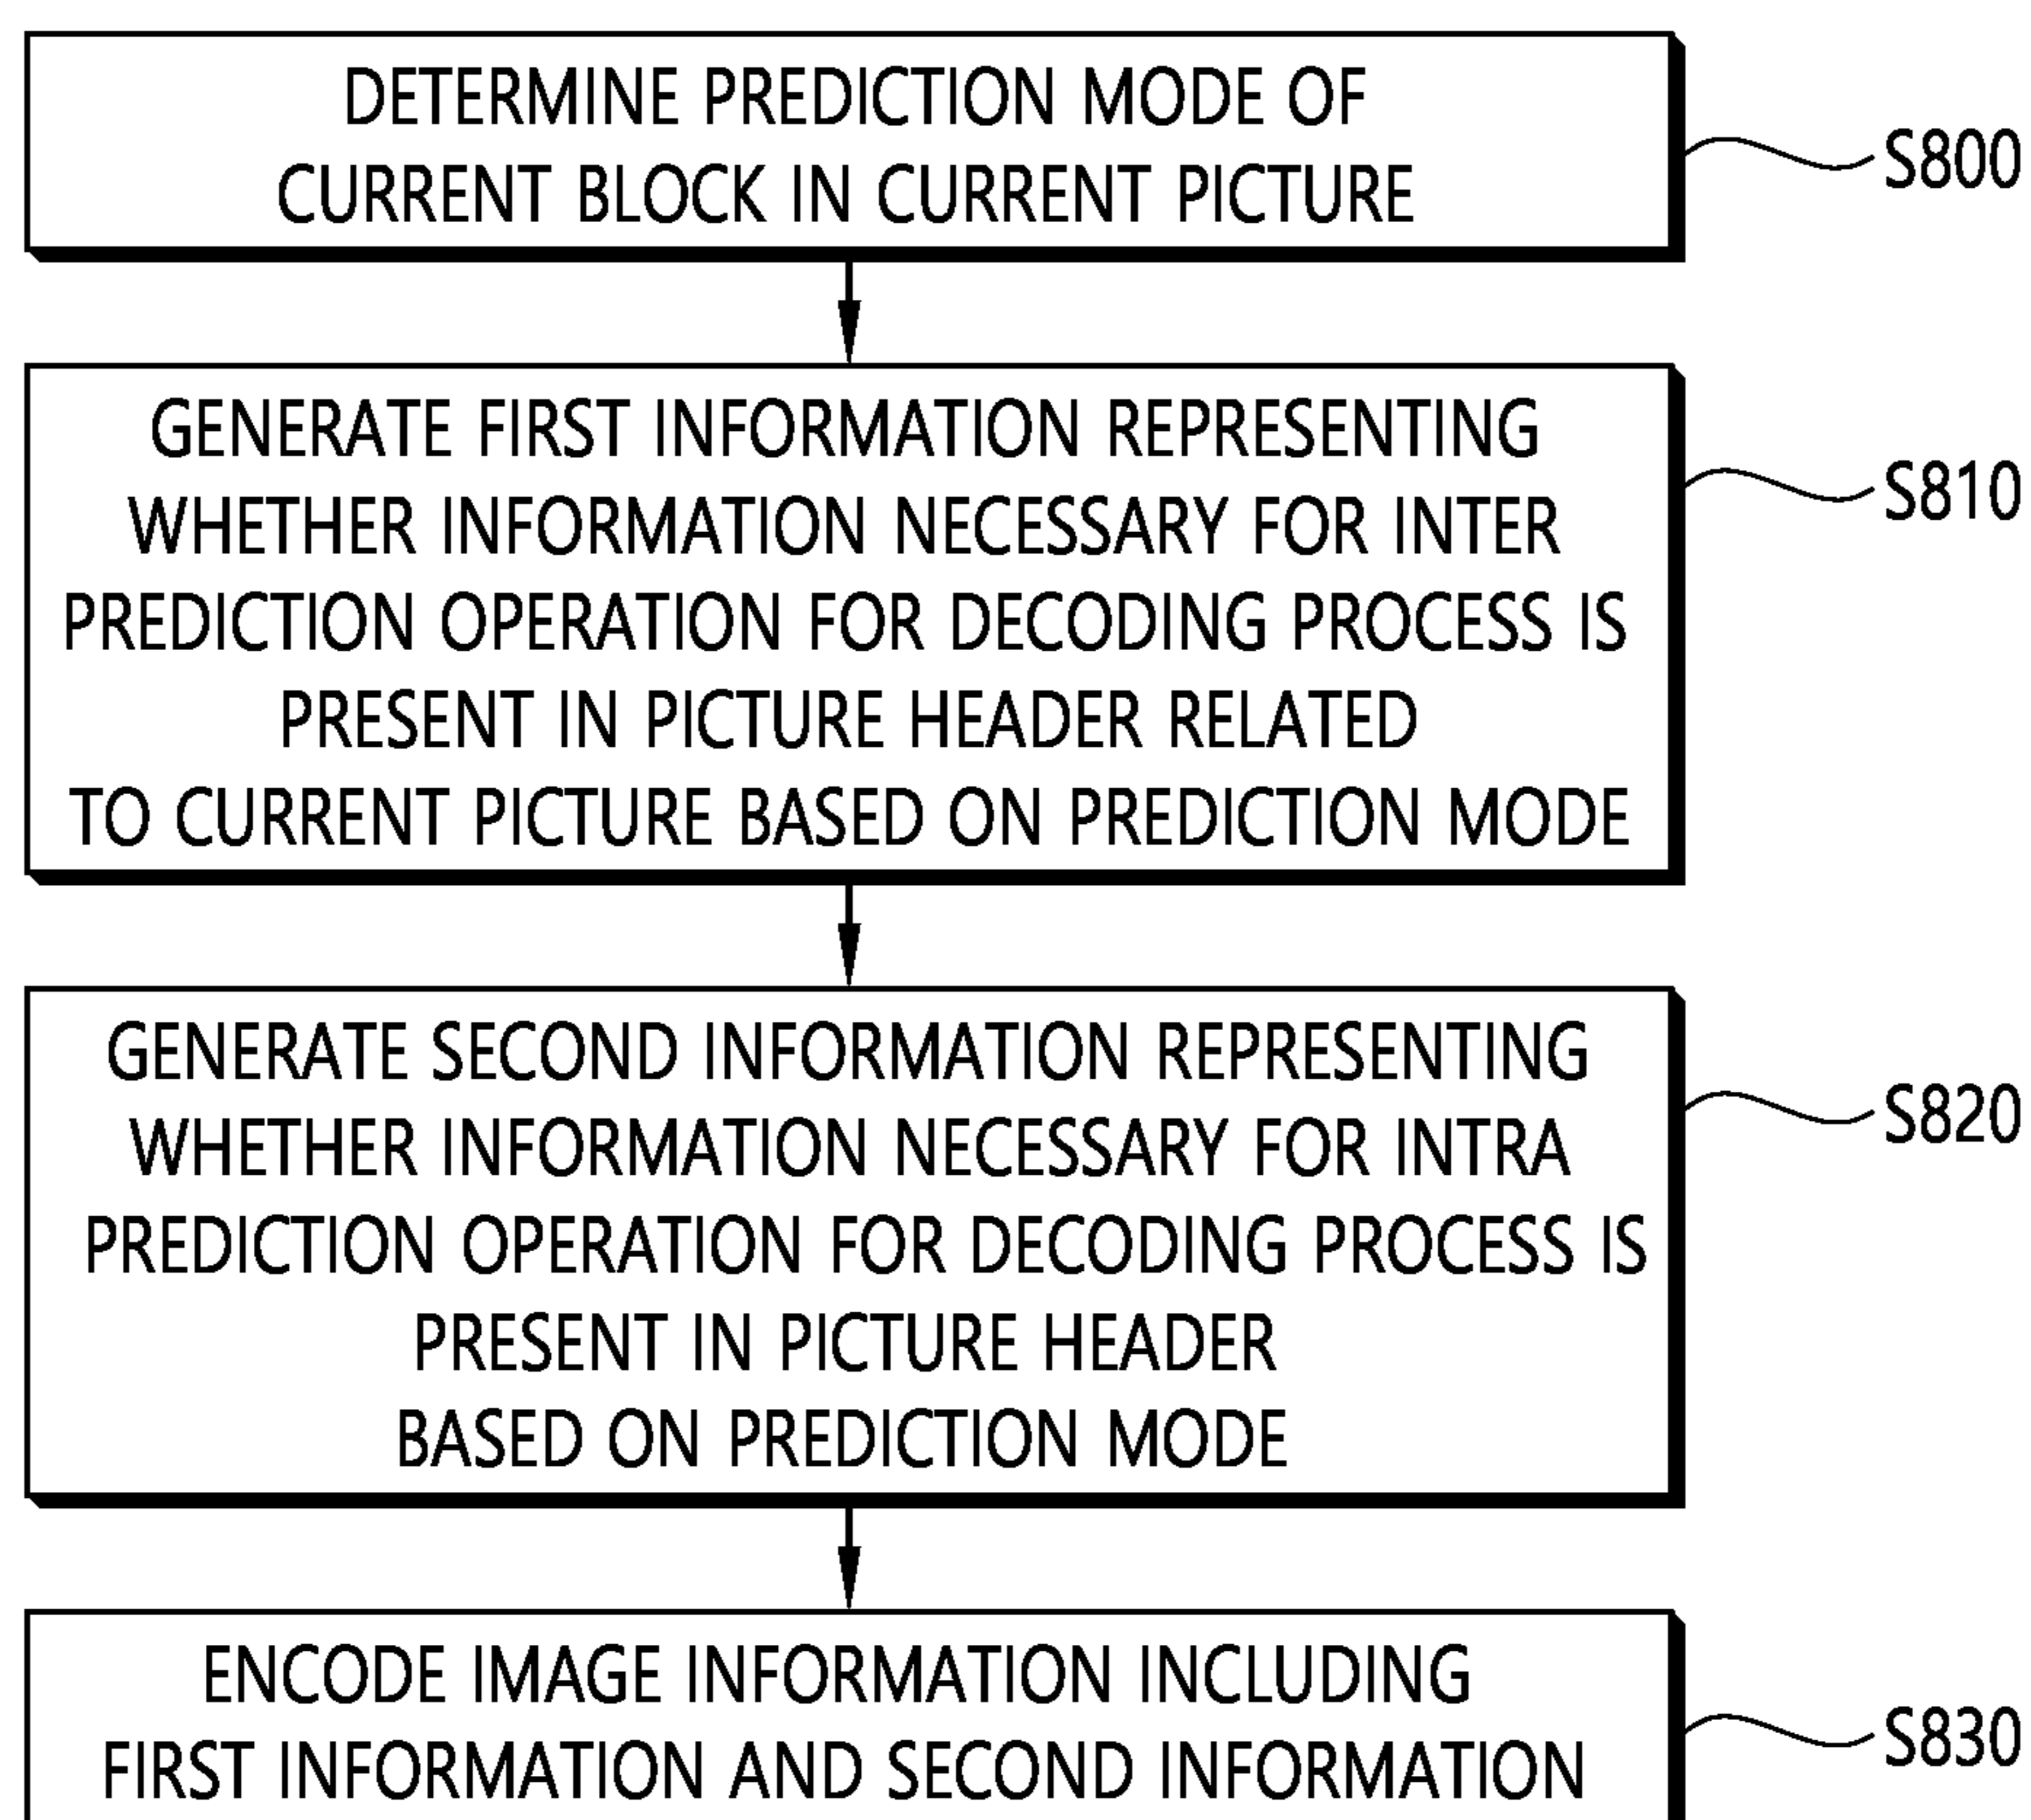 DETERMINE PREDICTION MODE OF
CURRENT BLOCK IN CURRENT PICTURE
S800
GENERATE FIRST INFORMATION REPRESENTING
WHETHER INFORMATION NECESSARY FOR INTER
PREDICTION OPERATION FOR DECODING PROCESS IS
PRESENT IN PICTURE HEADER RELATED
TO CURRENT PICTURE BASED ON PREDICTION MODE
S810
GENERATE SECOND INFORMATION REPRESENTING
WHETHER INFORMATION NECESSARY FOR INTRA
PREDICTION OPERATION FOR DECODING PROCESS IS
PRESENT IN PICTURE HEADER
BASED ON PREDICTION MODE
S820
ENCODE IMAGE INFORMATION INCLUDING
FIRST INFORMATION AND SECOND INFORMATION
S830